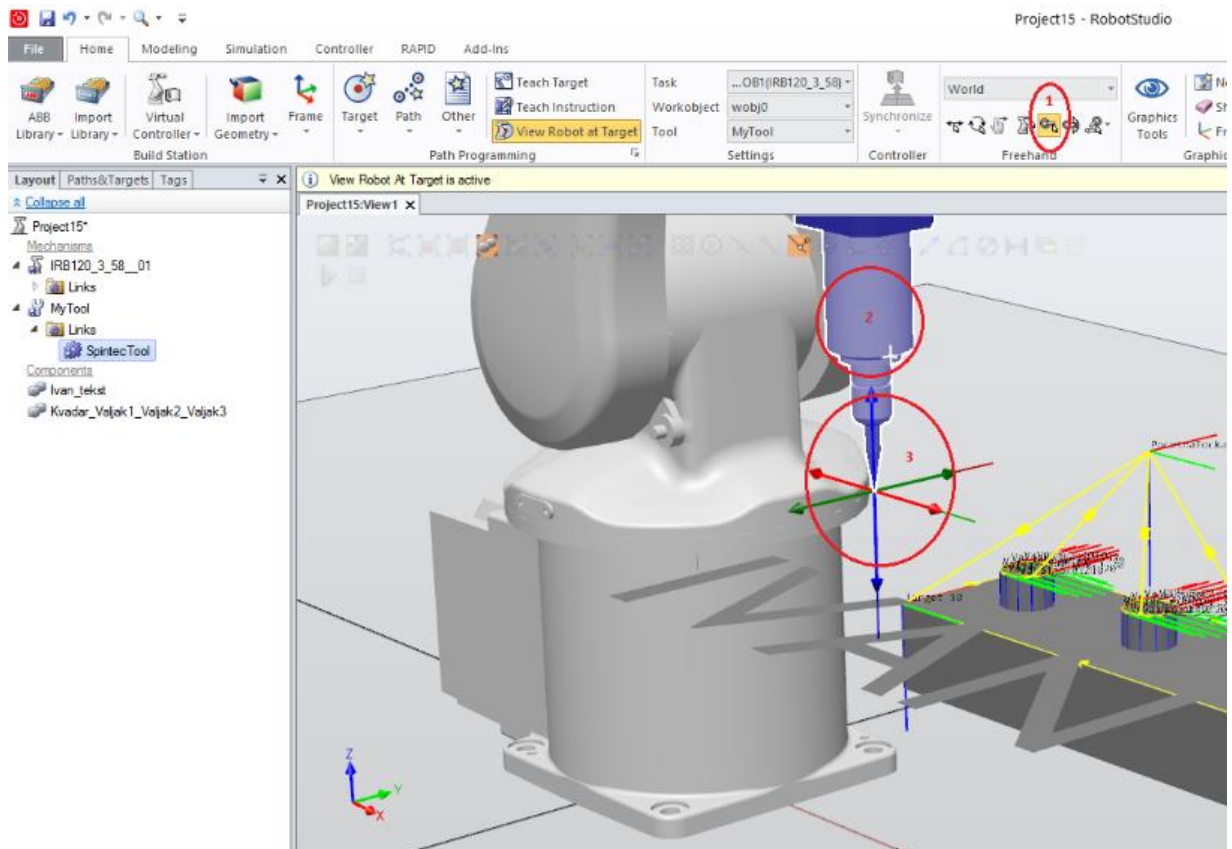 Project15 - RobotStudio
File Home Modeling Simulation Controller RAPID Add-Ins
ABB Library
Import Library
Virtual Controller
Import Geometry
Frame
Build Station
Target
Path
Other
Teach Target
Teach Instruction
View Robot at Target
Path Programming
Task ...OB1(IRB120_3_58)
Workobject wobj0
Tool MyTool
Settings
Synchronize
Controller
World
1
Freehand
Graphics Tools
Layout Paths&Targets Tags
Collapse all
Project15*
Mechanisms
IRB120_3_58__01
Links
MyTool
Links
SpintecTool
Components
Ivan_tekst
Kvadar_Valjak1_Valjak2_Valjak3
View Robot At Target is active
Project15:View1
2
3
Z
Y
X